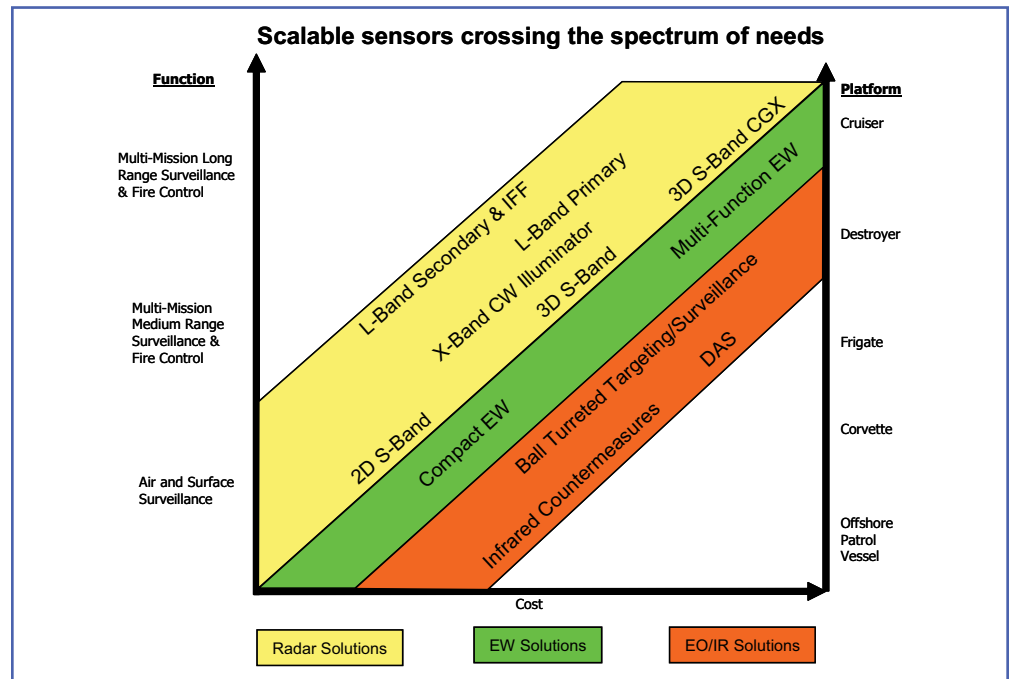 Scalable sensors crossing the spectrum of needs
Function
Platform
Multi-Mission Long
Range Surveillance
& Fire Control
Multi-Mission
Medium Range
Surveillance &
Fire Control
Air and Surface
Surveillance
L-Band Secondary & IFF
L-Band Primary
X-Band CW Illuminator
3D S-Band CGX
3D S-Band
2D S-Band
Multi-Function EW
Compact EW
Ball Turreted Targeting/Surveillance
DAS
Infrared Countermeasures
Cruiser
Destroyer
Frigate
Corvette
Offshore
Patrol
Vessel
Cost
Radar Solutions
EW Solutions
EO/IR Solutions